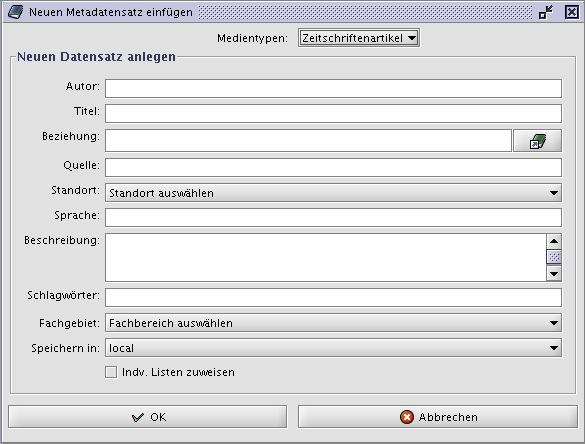 Neuen Metadatensatz einfügen
Medientypen: Zeitschriftenartikel
Neuen Datensatz anlegen
Autor:
Titel:
Beziehung:
Quelle:
Standort: Standort auswählen
Sprache:
Beschreibung:
Schlagwörter:
Fachgebiet: Fachbereich auswählen
Speichern in: local
Indv. Listen zuweisen
OK Abbrechen